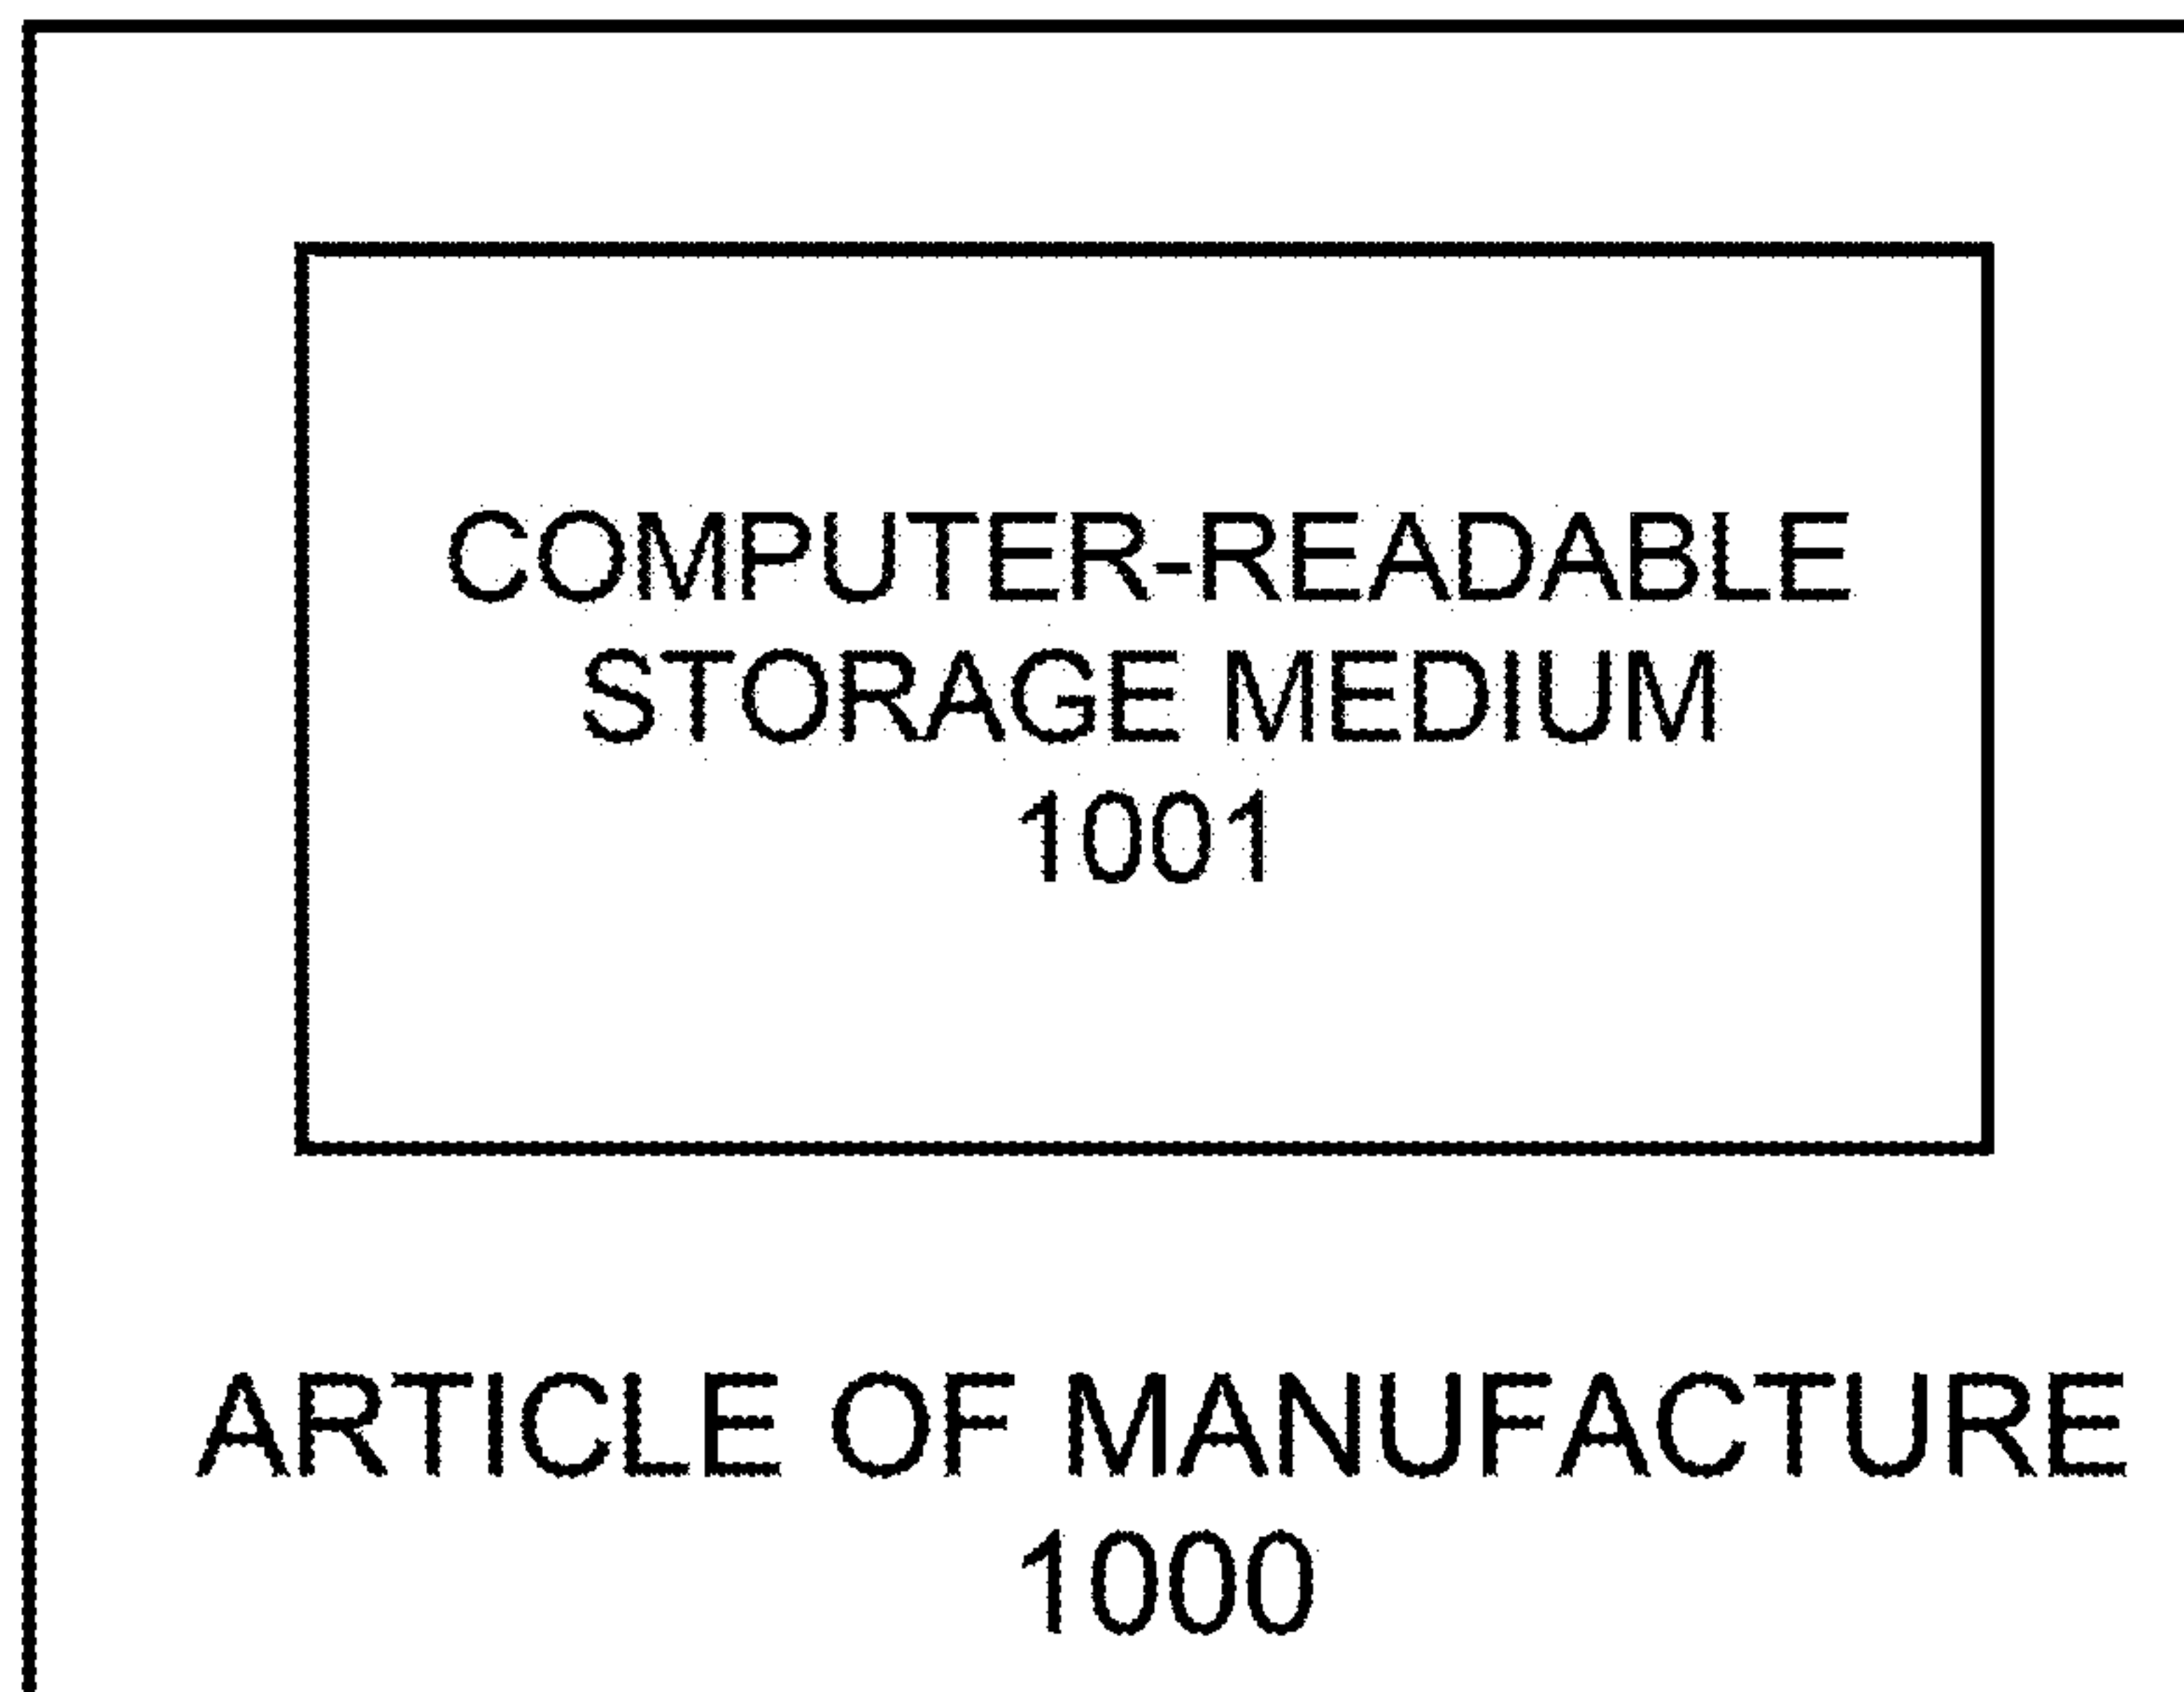 COMPUTER-READABLE
STORAGE MEDIUM
1001
ARTICLE OF MANUFACTURE
1000